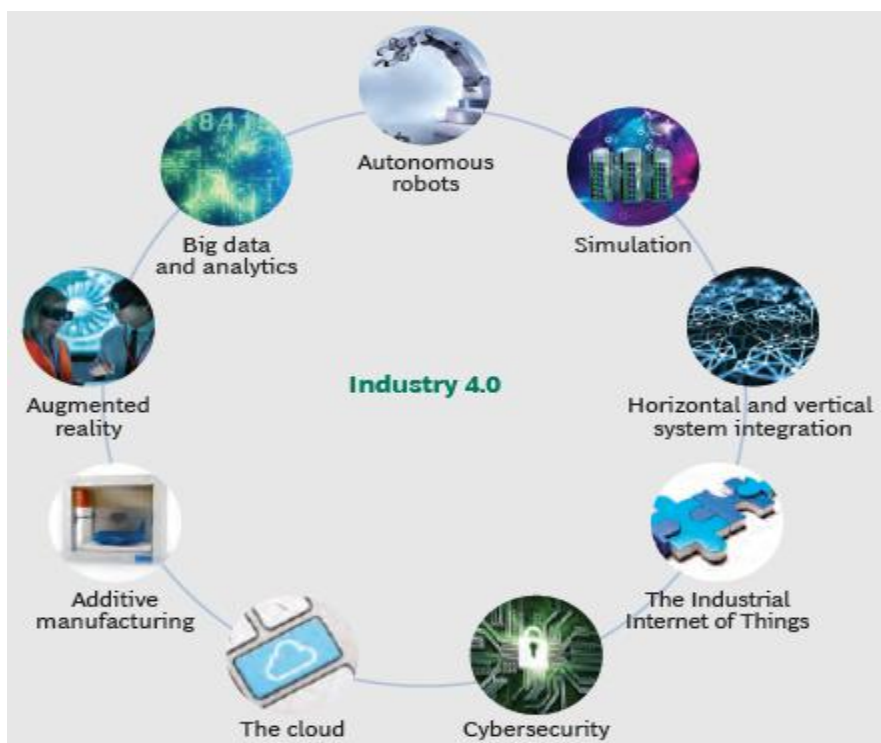 Autonomous
robots
Simulation
Horizontal and vertical
system integration
The Industrial
Internet of Things
Cybersecurity
The cloud
Additive
manufacturing
Augmented
reality
Big data
and analytics
Industry 4.0